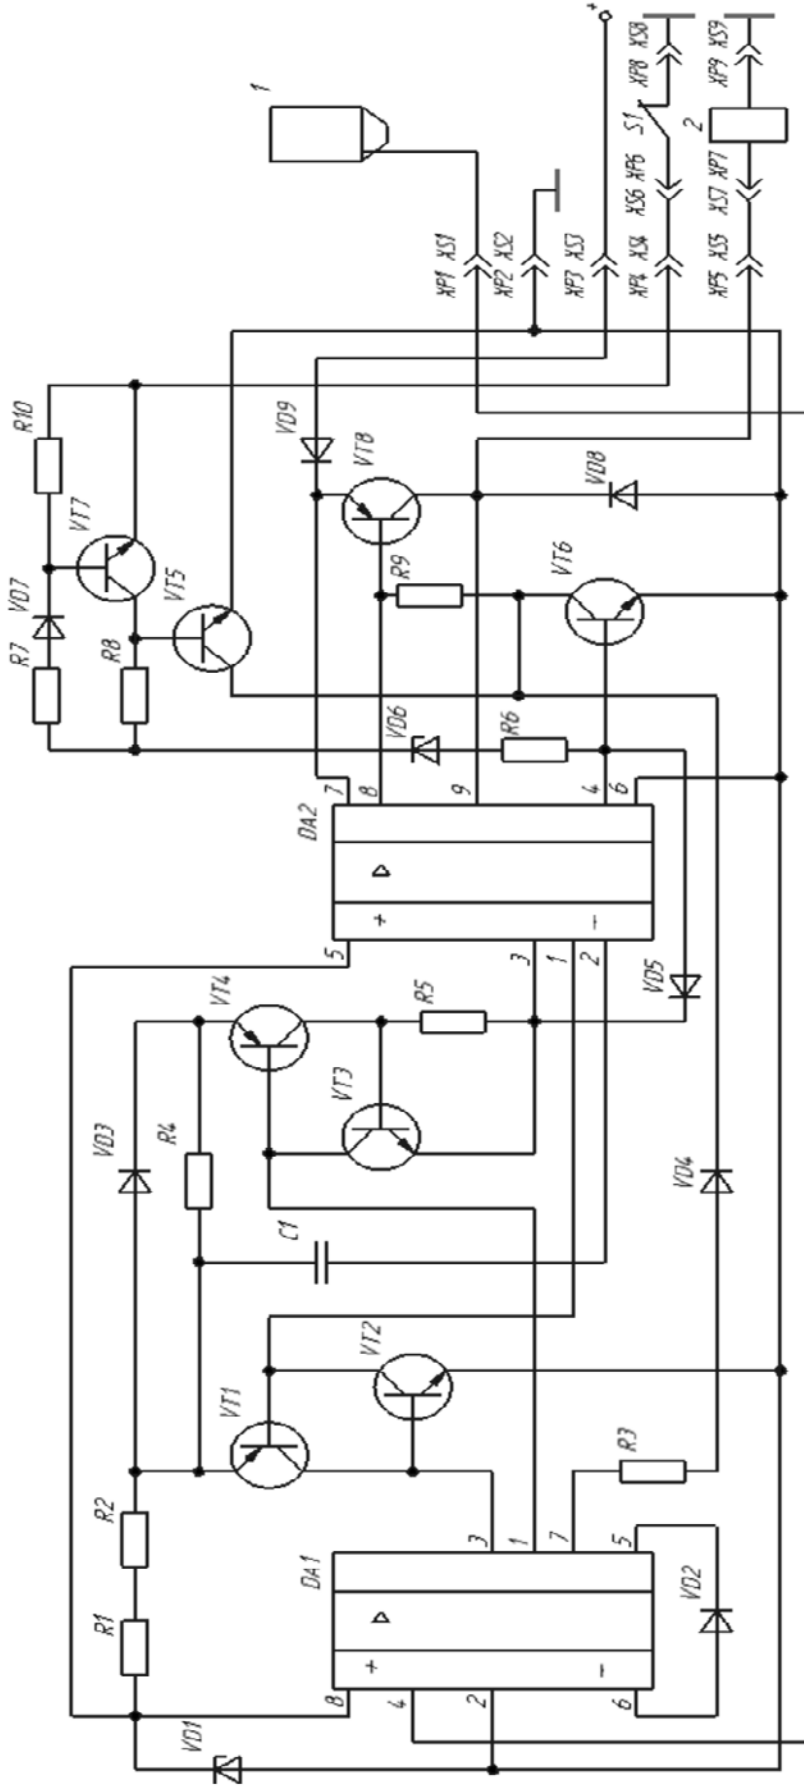 R7 VD7 R10
VT7
R1 R2 VD3 R8
R4 VT5
VD1 VT1 VT4
1
C1 VD9
DA1 DA2
8 5 7
VT3 VT8
+ VT2 + 8
4 VD6 R9
R5
XP1 XS1
2 3 9
XP2 XS2
1 3 R6
7 1 VT6
XP3 XS3 +
− − 4
6 5 2 6 VD8
R3 XP4 XS4 XS6 XP6 S1 XP8 XS8
VD5
VD2 VD4 2
XP5 XS5 XS7 XP7 XP9 XS9